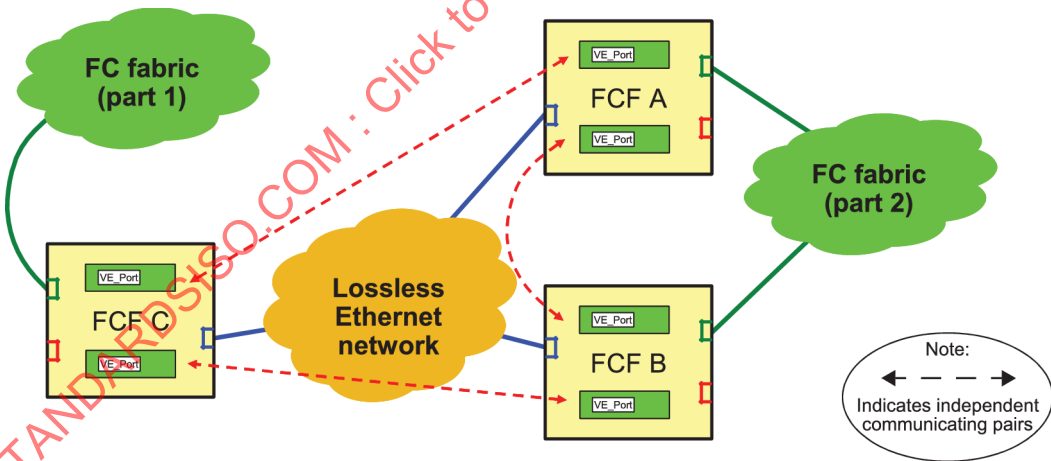 FC fabric
(part 1)
VE_Port
FCF A
VE_Port
FC fabric
(part 2)
VE_Port
FCF C
VE_Port
Lossless
Ethernet
network
VE_Port
FCF B
VE_Port
Note:
Indicates independent
communicating pairs
STANDARDSISO.COM : Click to